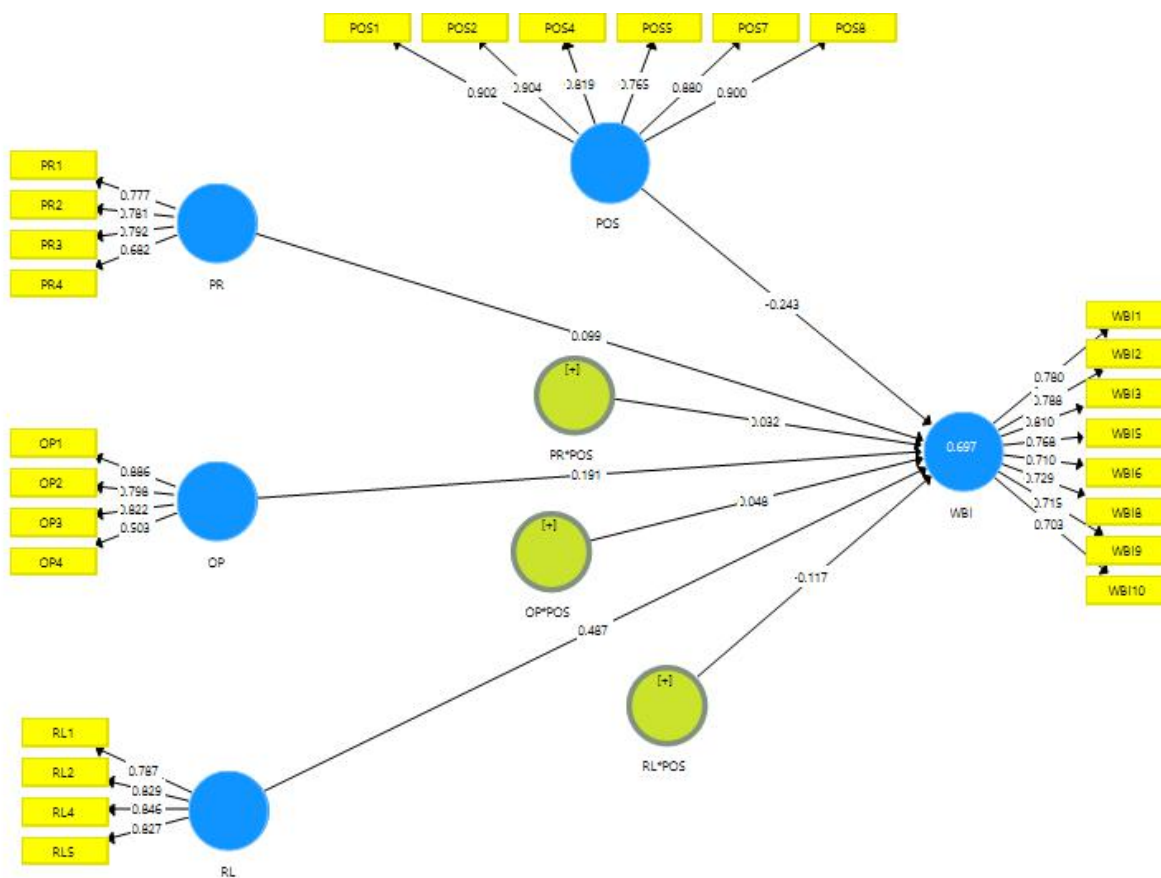 POS1 POS2 POS4 POS5 POS7 POS8
0.902 0.904 0.819 0.765 0.880 0.900
POS
PR1
PR2
PR3
PR4
0.777
0.781
0.792
0.682
PR
-0.243
0.099
[+]
PR*POS
0.032
OP1
OP2
OP3
OP4
0.886
0.798
0.822
0.503
OP
0.191
[+]
OP*POS
0.048
0.697
WBI
0.780
0.788
0.810
0.768
0.710
0.729
0.715
0.703
WBI1
WBI2
WBI3
WBI5
WBI6
WBI8
WBI9
WBI10
-0.117
0.487
[+]
RL*POS
RL1
RL2
RL4
RL5
0.787
0.829
0.846
0.827
RL